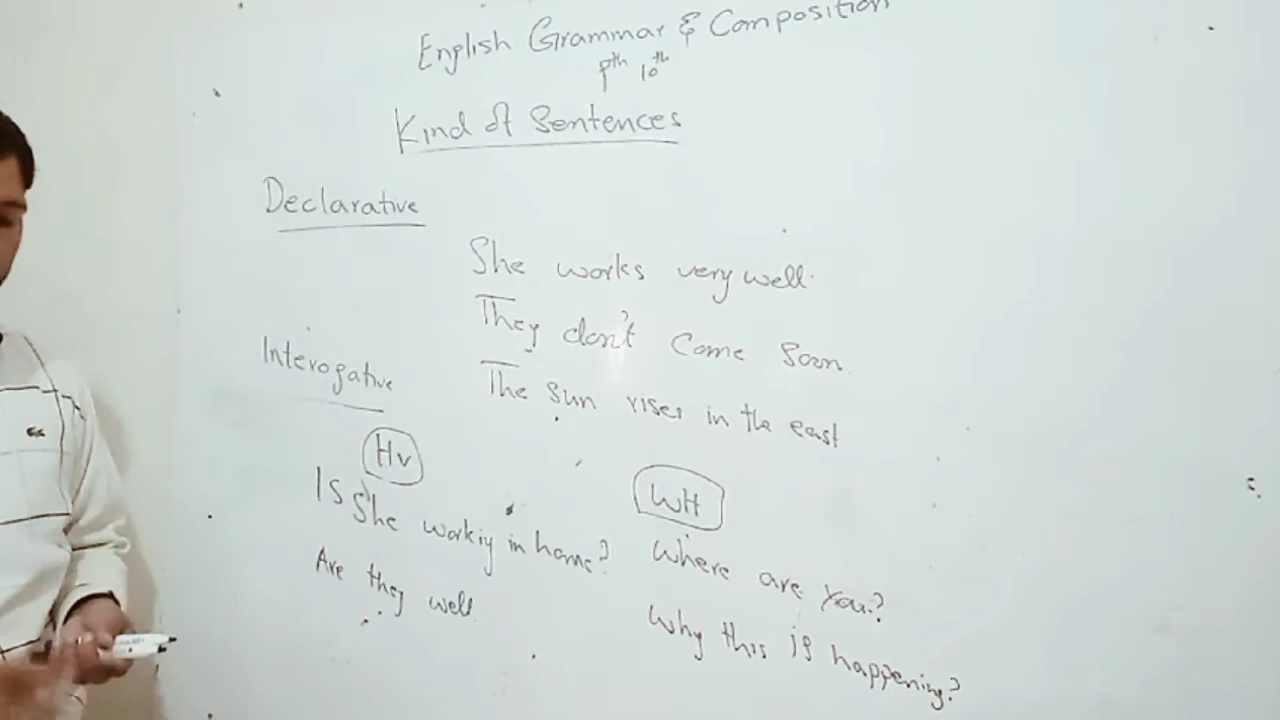 English Grammar & Composition
9th 10th
Kind of Sentences
Declarative
She works very well.
They don't come soon
The sun rises in the east
Interogative
Hv
Is she workiy in home?
Are they well
WH
Where are you?
Why this is happening?